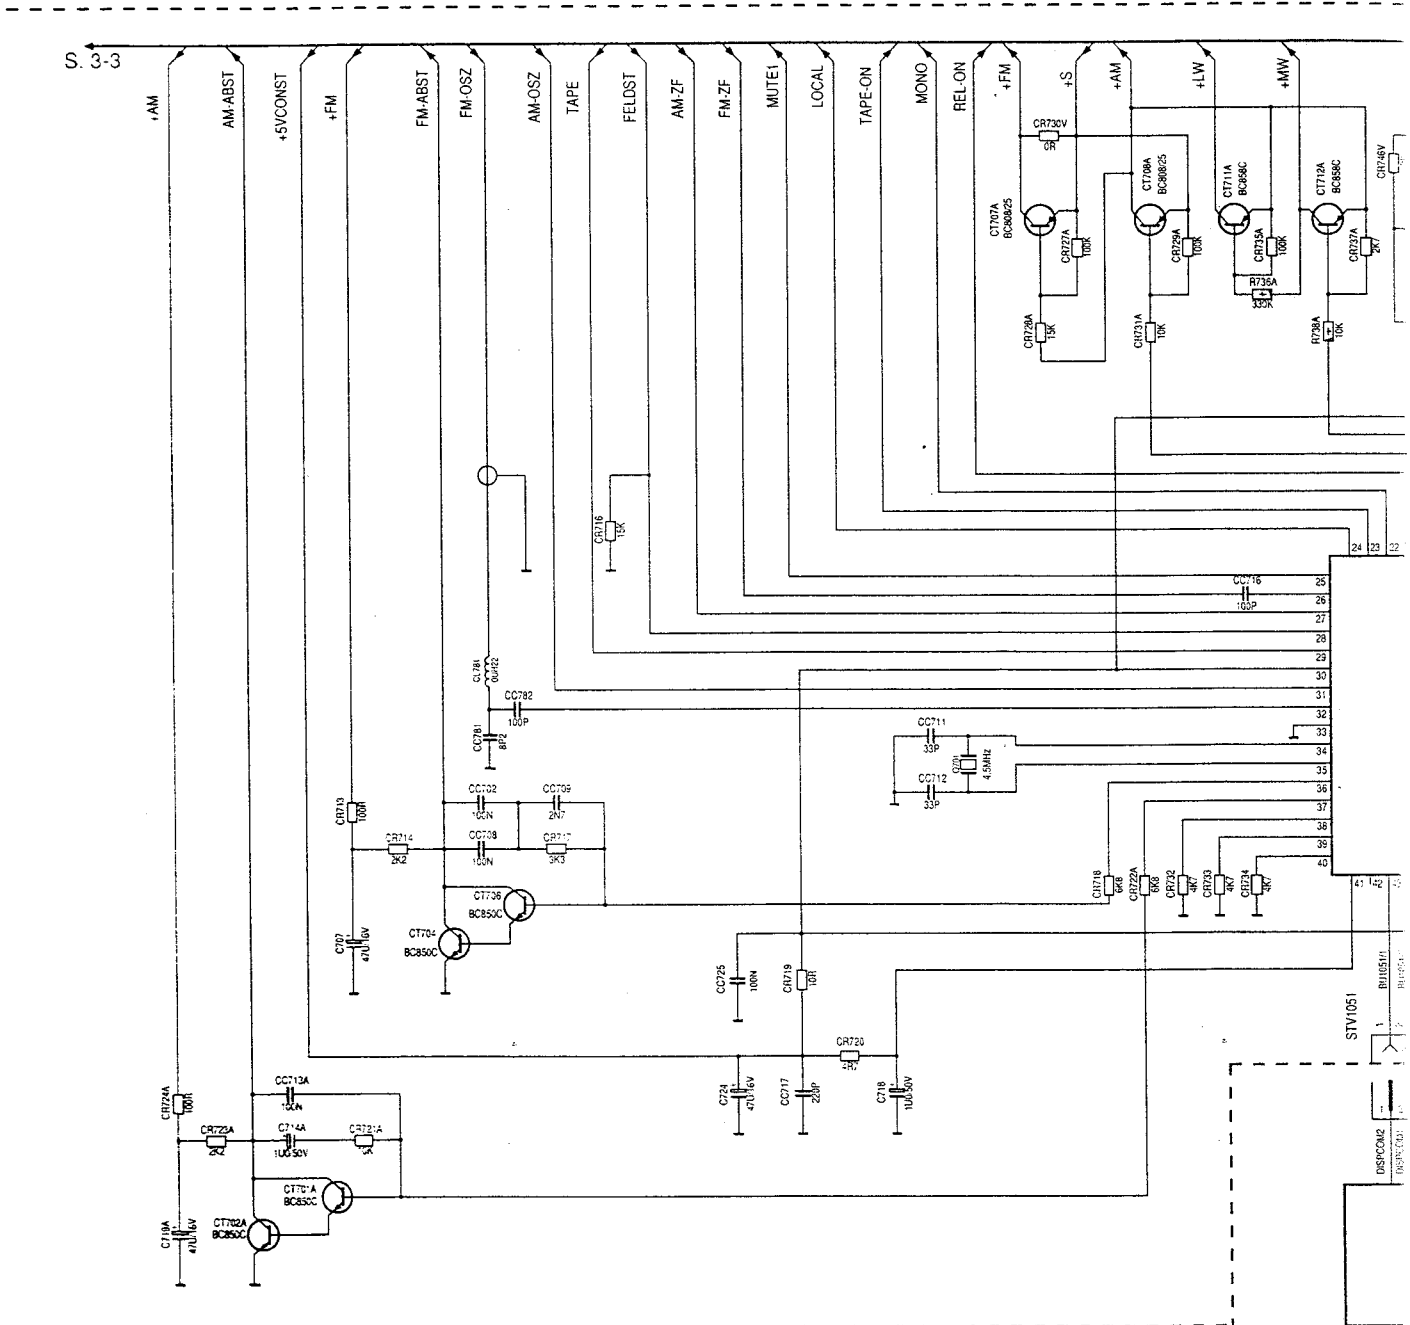 S. 3-3
+AM
AM-ABST
+5VCONST
+FM
FM-ABST
FM-OSZ
AM-OSZ
TAPE
FELDST
AM-ZF
FM-ZF
MUTE1
LOCAL
TAPE-ON
MONO
REL-ON
+FM
+S
+AM
+LW
+MW
CR730V
0R
CT707A
BC808/25
CR727A
100K
CR728A
15K
CT708A
BC808/25
CR729A
100K
CR731A
10K
CT711A
BC858C
CR735A
100K
R736A
330K
CT712A
BC858C
CR737A
2K7
R738A
10K
CR746V
CR716
15K
24
23
22
25
26
27
28
29
30
31
32
33
34
35
36
37
38
39
40
41
42
CC716
100P
CL781
0UH22
CC782
100P
CC781
8P2
CC711
33P
CC712
33P
Q701
4.5MHz
CR713
100R
CR714
2K2
CC702
100N
CC709
2N7
CC708
100N
CR717
3K3
CT706
BC850C
CT704
BC850C
C707
47U/16V
CR718
6K8
CR722A
6K8
CR732
4K7
CR733
4K7
CR734
4K7
CC725
100N
CR719
10R
CR720
4R7
C724
47U/16V
CC717
220P
C718
1U0/50V
BU1051/1
STV1051
1
1
DISPCOM2
CR724A
100R
CC713A
100N
CR723A
2K2
C714A
1U0/50V
CR721A
CT701A
BC850C
CT702A
BC850C
C719A
47U/16V